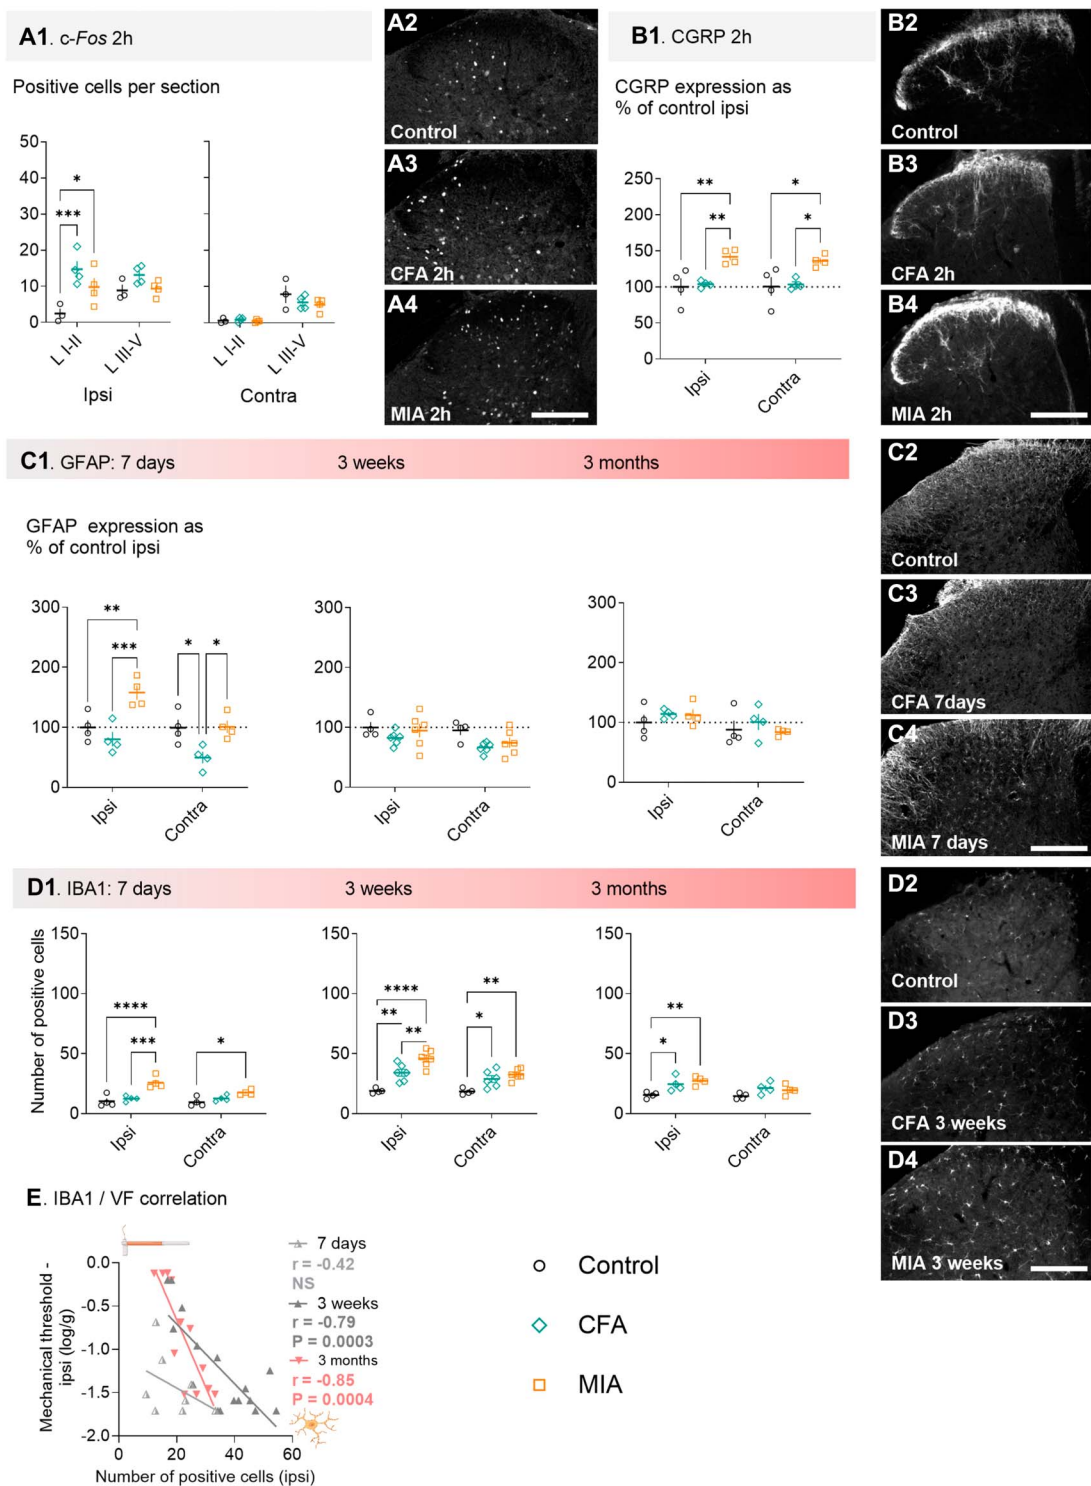 A1. c-Fos 2h
Positive cells per section
50
40
30
20
10
0
*
***
L I-II
L III-V
L I-II
L III-V
Ipsi
Contra
A2
Control
A3
CFA 2h
A4
MIA 2h
B1. CGRP 2h
CGRP expression as
% of control ipsi
250
200
150
100
50
0
**
**
*
*
Ipsi
Contra
B2
Control
B3
CFA 2h
B4
MIA 2h
C1. GFAP: 7 days
3 weeks
3 months
GFAP expression as
% of control ipsi
300
200
100
0
**
***
*
*
Ipsi
Contra
300
200
100
0
Ipsi
Contra
300
200
100
0
Ipsi
Contra
C2
Control
C3
CFA 7days
C4
MIA 7 days
D1. IBA1: 7 days
3 weeks
3 months
Number of positive cells
150
100
50
0
****
***
*
Ipsi
Contra
150
100
50
0
****
**
**
**
*
Ipsi
Contra
150
100
50
0
**
*
Ipsi
Contra
D2
Control
D3
CFA 3 weeks
D4
MIA 3 weeks
E. IBA1 / VF correlation
Mechanical threshold -
ipsi (log/g)
0.0
-0.5
-1.0
-1.5
-2.0
0
20
40
60
Number of positive cells (ipsi)
7 days
r = -0.42
NS
3 weeks
r = -0.79
P = 0.0003
3 months
r = -0.85
P = 0.0004
Control
CFA
MIA